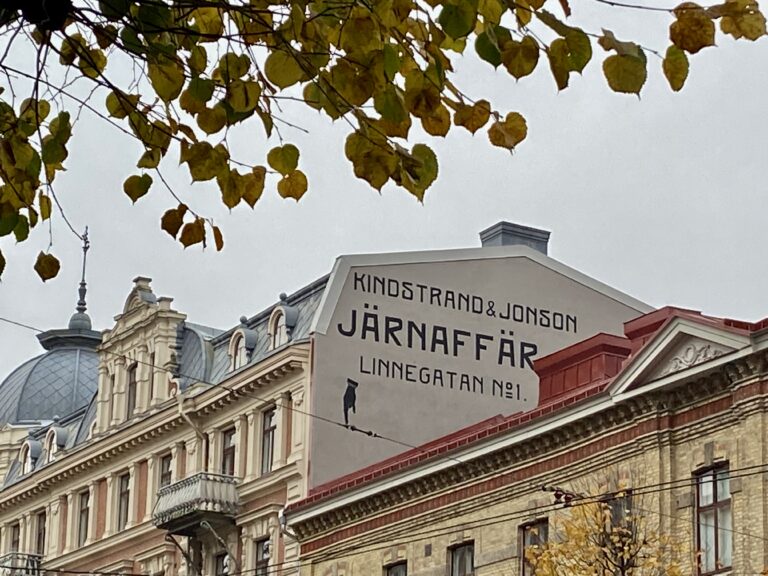 KINDSTRAND & JONSON
JÄRNAFFÄR
LINNEGATAN No1.